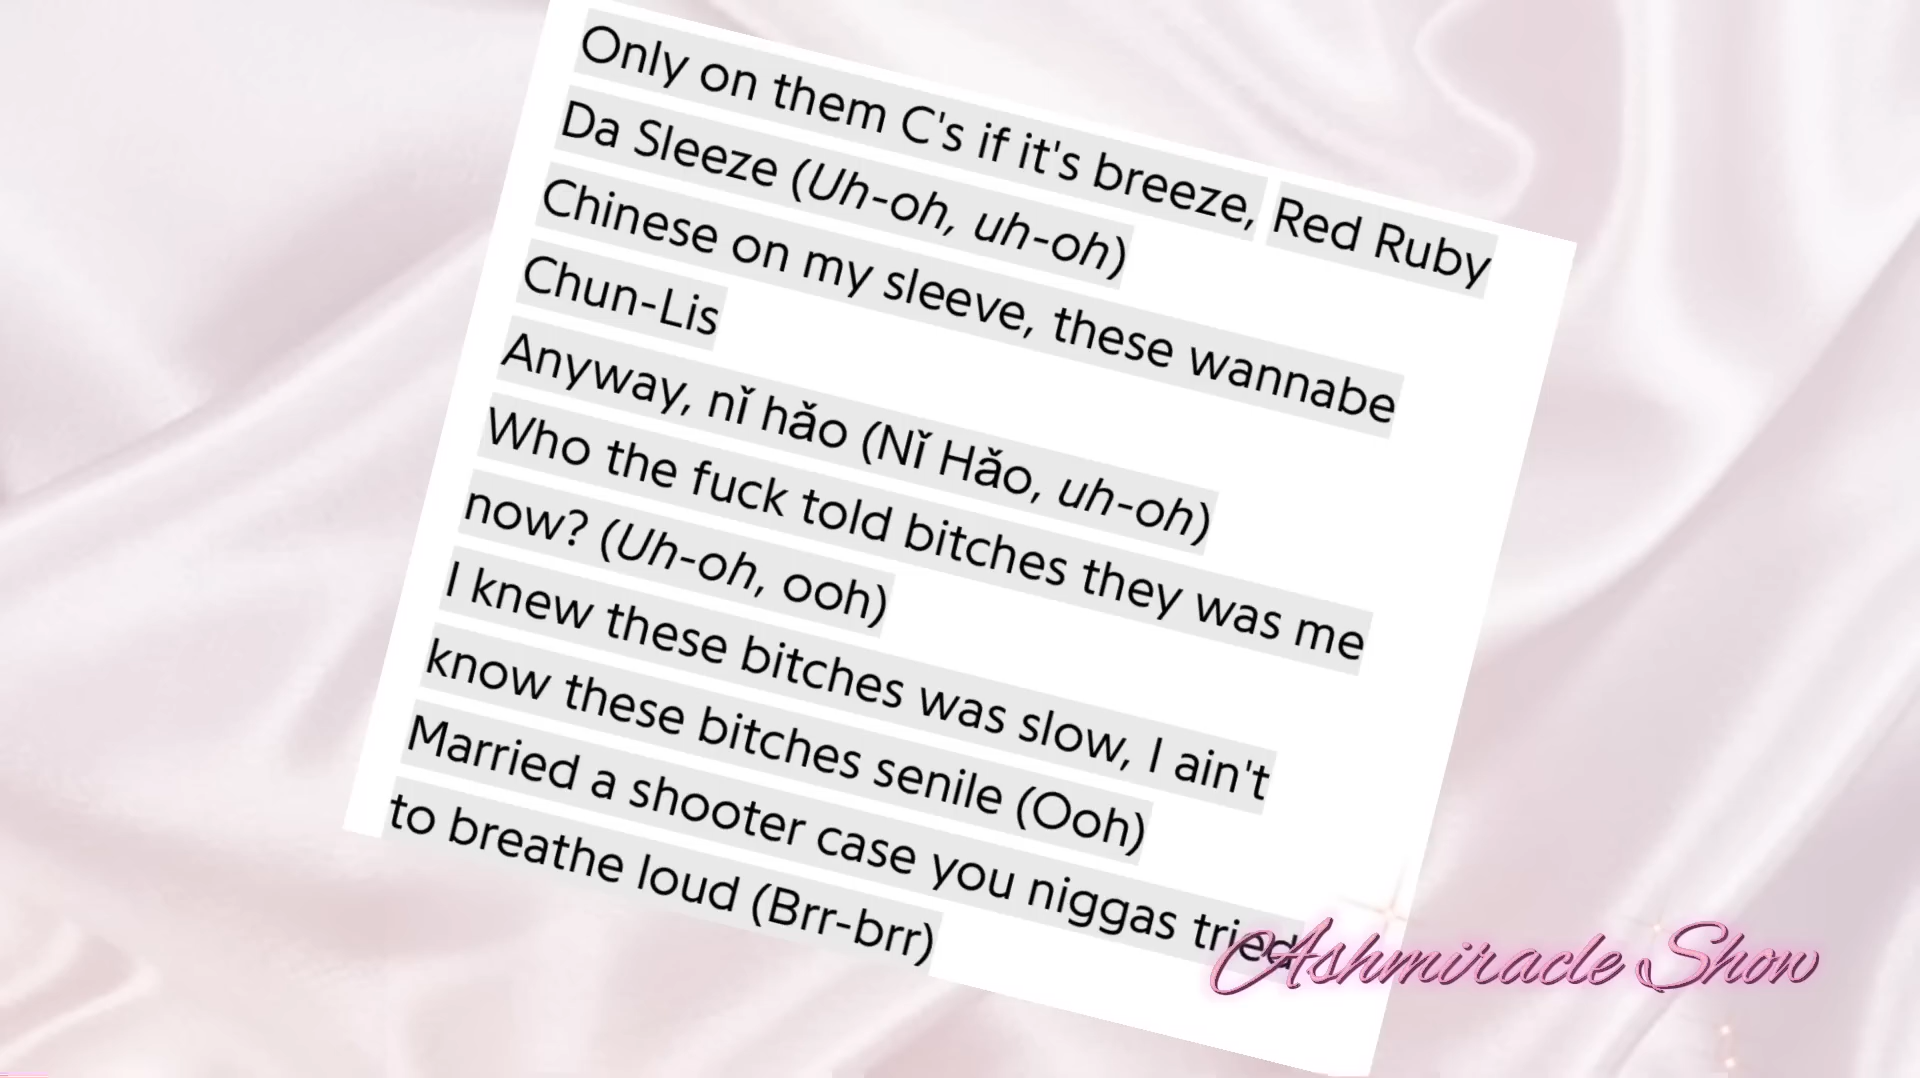 Only on them C's if it's breeze, Red Ruby
Da Sleeze (Uh-oh, uh-oh)
Chinese on my sleeve, these wannabe
Chun-Lis
Anyway, nǐ hǎo (Nǐ Hǎo, uh-oh)
Who the fuck told bitches they was me
now? (Uh-oh, ooh)
I knew these bitches was slow, I ain't
know these bitches senile (Ooh)
Married a shooter case you niggas tried
to breathe loud (Brr-brr)
Ashmiracle Show